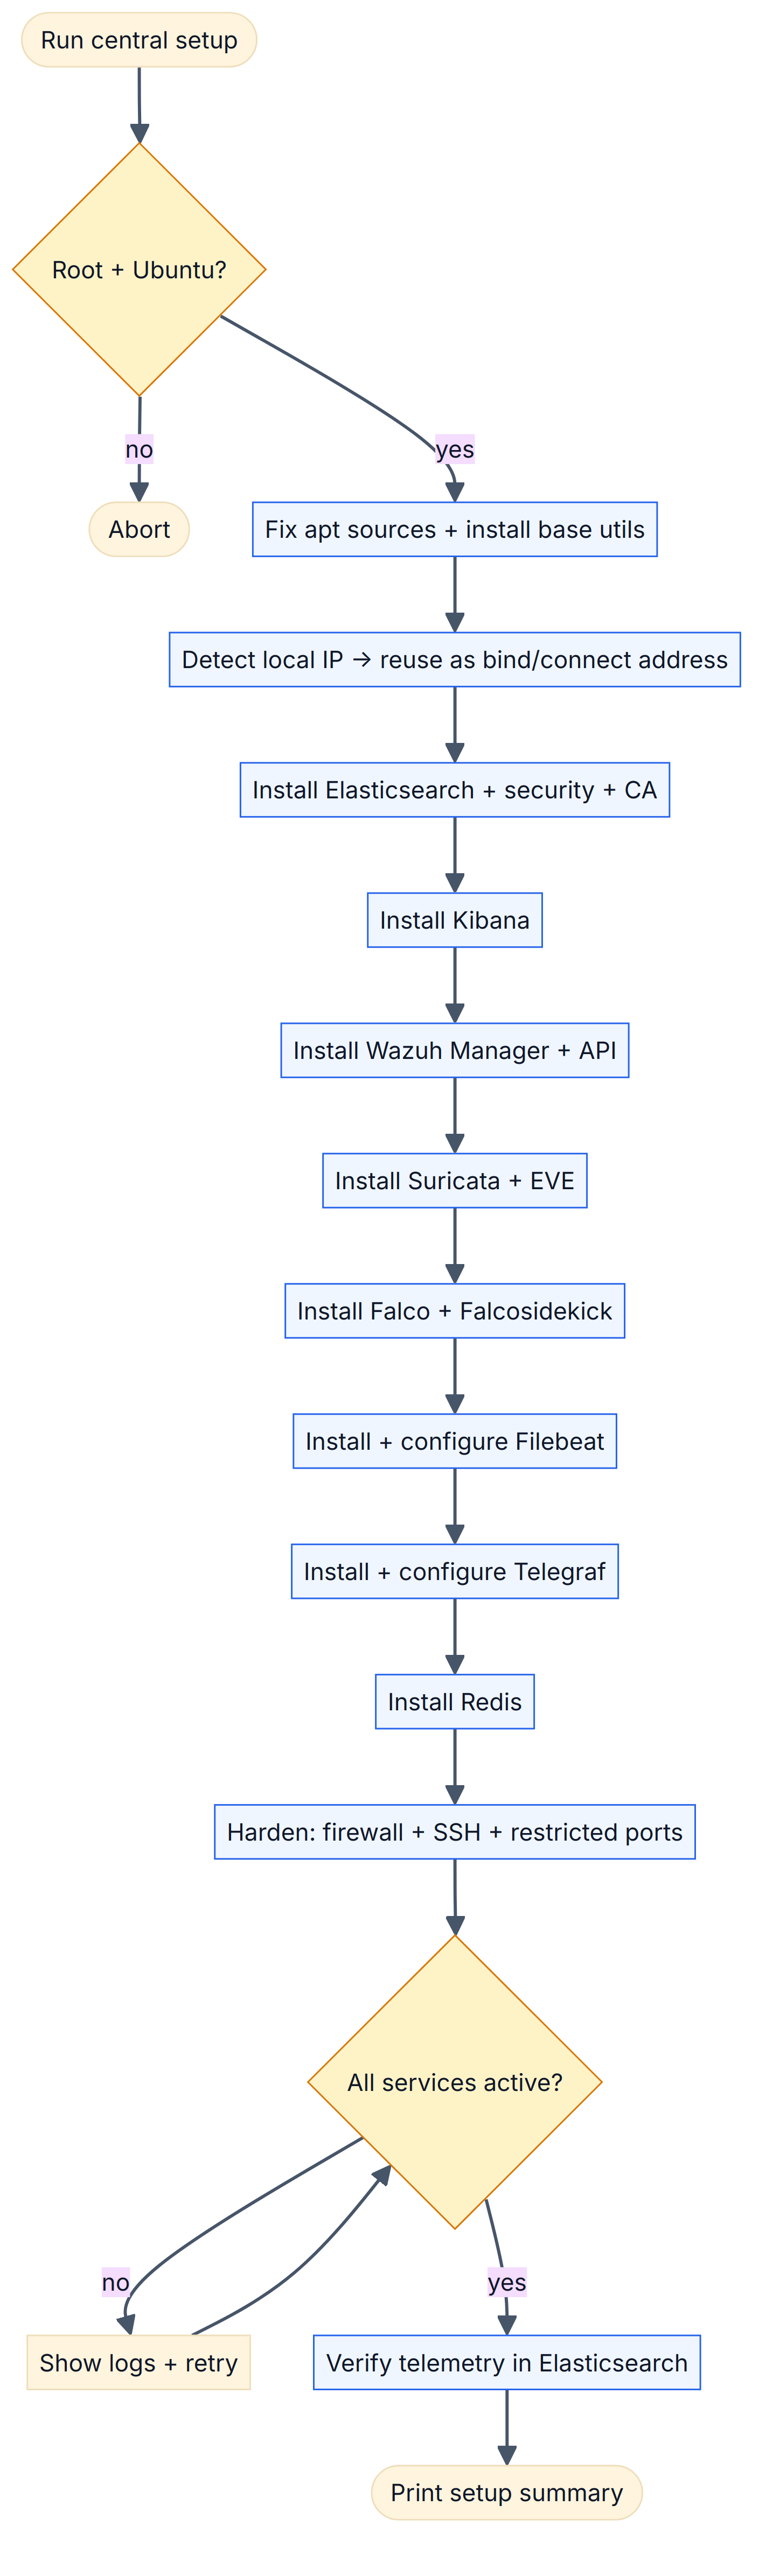 Run central setup
Root + Ubuntu?
no
yes
Abort
Fix apt sources + install base utils
Detect local IP → reuse as bind/connect address
Install Elasticsearch + security + CA
Install Kibana
Install Wazuh Manager + API
Install Suricata + EVE
Install Falco + Falcosidekick
Install + configure Filebeat
Install + configure Telegraf
Install Redis
Harden: firewall + SSH + restricted ports
All services active?
no
yes
Show logs + retry
Verify telemetry in Elasticsearch
Print setup summary